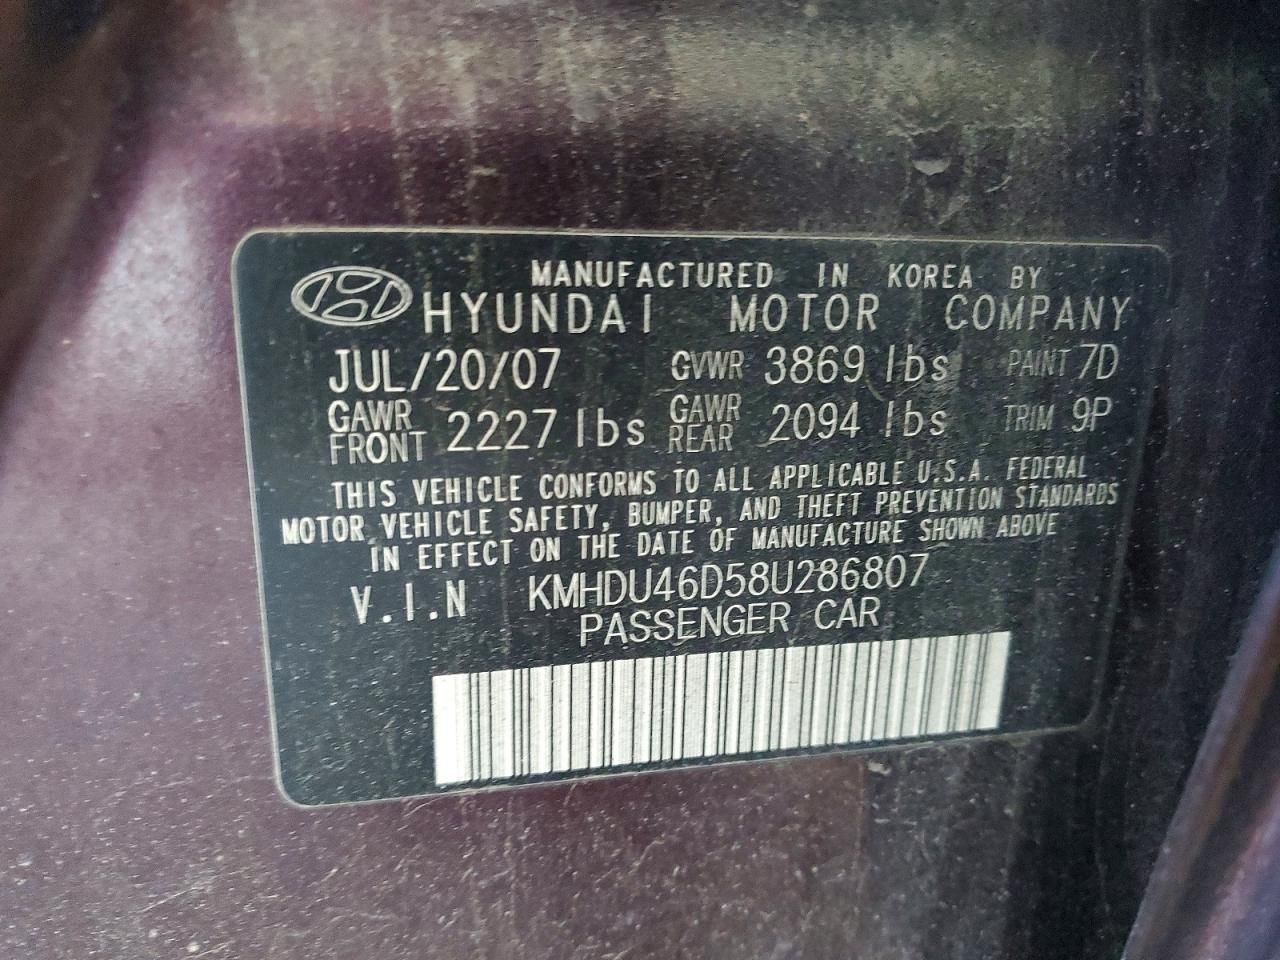 MANUFACTURED IN KOREA BY
HYUNDAI MOTOR COMPANY
JUL/20/07 GVWR 3869 lbs PAINT 7D
GAWR FRONT 2227 lbs GAWR REAR 2094 lbs TRIM 9P
THIS VEHICLE CONFORMS TO ALL APPLICABLE U.S.A. FEDERAL
MOTOR VEHICLE SAFETY, BUMPER, AND THEFT PREVENTION STANDARDS
IN EFFECT ON THE DATE OF MANUFACTURE SHOWN ABOVE
V.I.N KMHDU46D58U286807
PASSENGER CAR